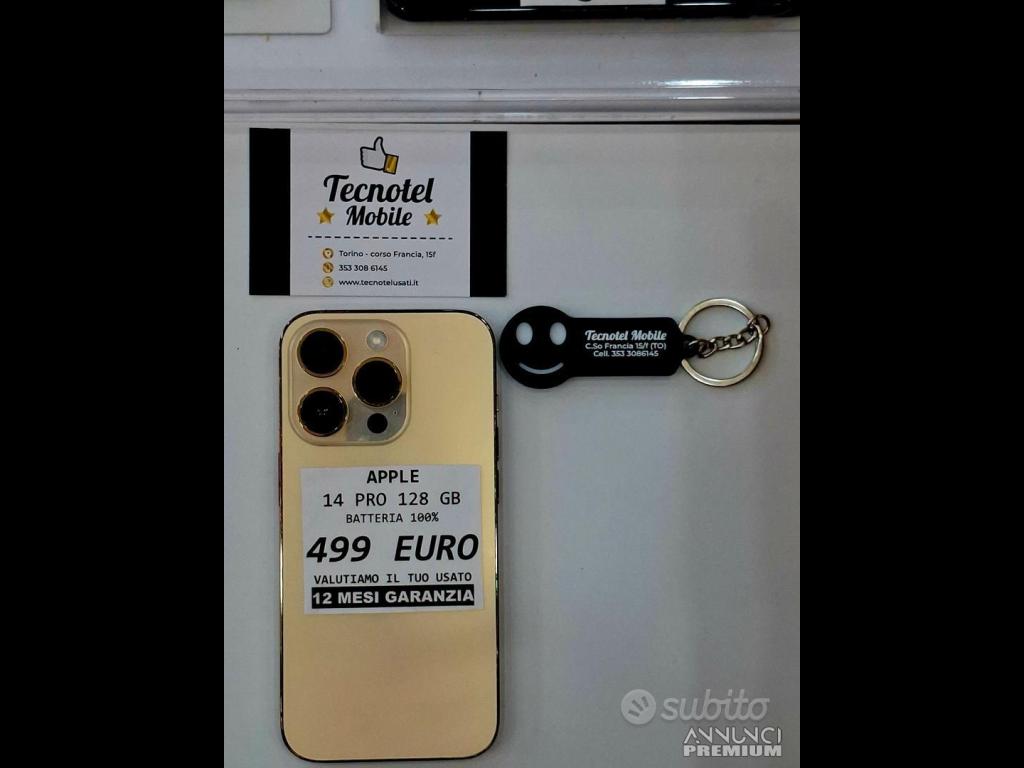 Tecnotel
Mobile
Torino - corso Francia, 15f
353 308 6145
www.tecnotelusati.it
Tecnotel Mobile
C.So Francia 15/f (TO)
Cell. 353 3086145
APPLE
14 PRO 128 GB
BATTERIA 100%
499 EURO
VALUTIAMO IL TUO USATO
12 MESI GARANZIA
subito
ANNUNCI
PREMIUM